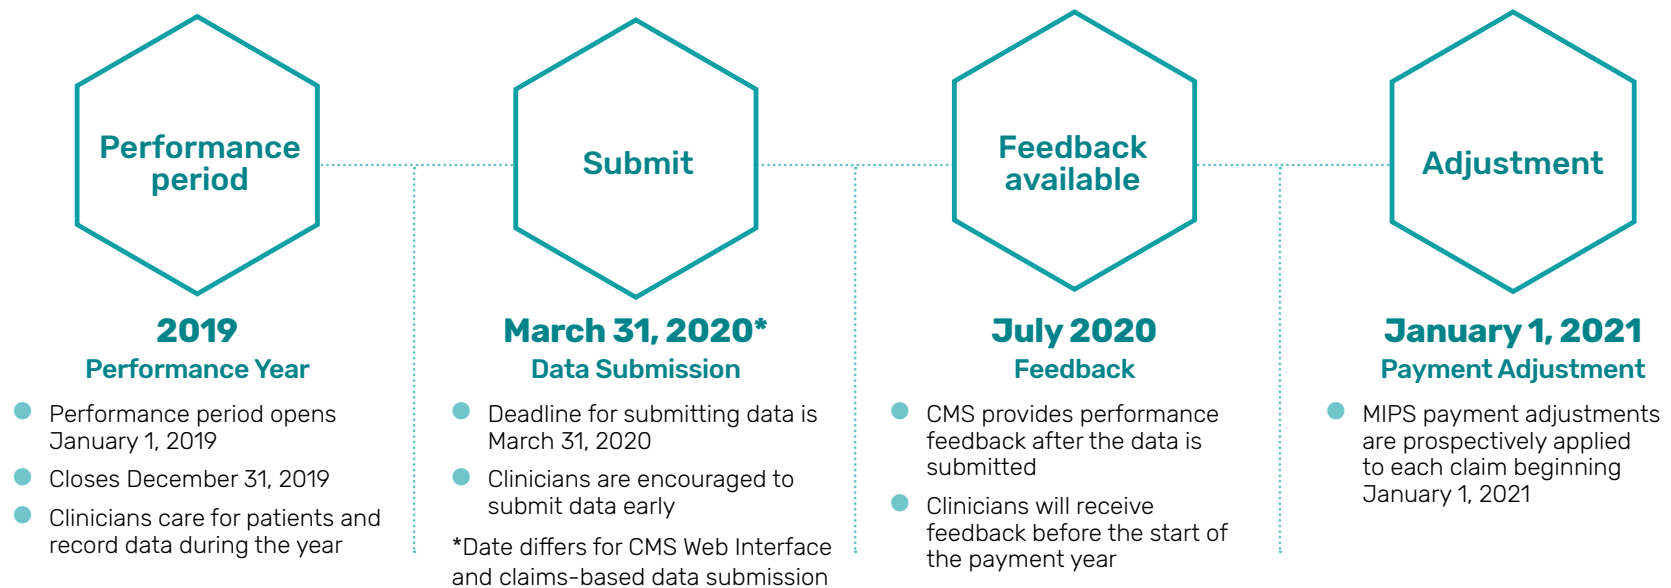 Performance
period
2019
Performance Year
Performance period opens
January 1, 2019
Closes December 31, 2019
Clinicians care for patients and
record data during the year
Submit
March 31, 2020*
Data Submission
Deadline for submitting data is
March 31, 2020
Clinicians are encouraged to
submit data early
*Date differs for CMS Web Interface
and claims-based data submission
Feedback
available
July 2020
Feedback
CMS provides performance
feedback after the data is
submitted
Clinicians will receive
feedback before the start of
the payment year
Adjustment
January 1, 2021
Payment Adjustment
MIPS payment adjustments
are prospectively applied
to each claim beginning
January 1, 2021